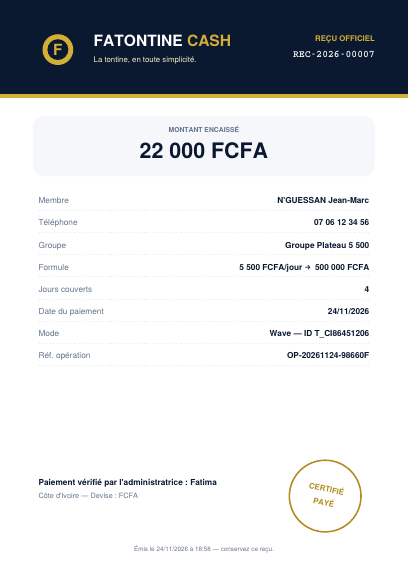 F
FATONTINE CASH
La tontine, en toute simplicité.
REÇU OFFICIEL
REC-2026-00007
MONTANT ENCAISSÉ
22 000 FCFA
Membre N'GUESSAN Jean-Marc
Téléphone 07 06 12 34 56
Groupe Groupe Plateau 5 500
Formule 5 500 FCFA/jour → 500 000 FCFA
Jours couverts 4
Date du paiement 24/11/2026
Mode Wave — ID T_CI86451206
Réf. opération OP-20261124-98660F
Paiement vérifié par l'administratrice : Fatima
Côte d'Ivoire — Devise : FCFA
CERTIFIÉ
PAYÉ
Émis le 24/11/2026 à 18:58 — conservez ce reçu.